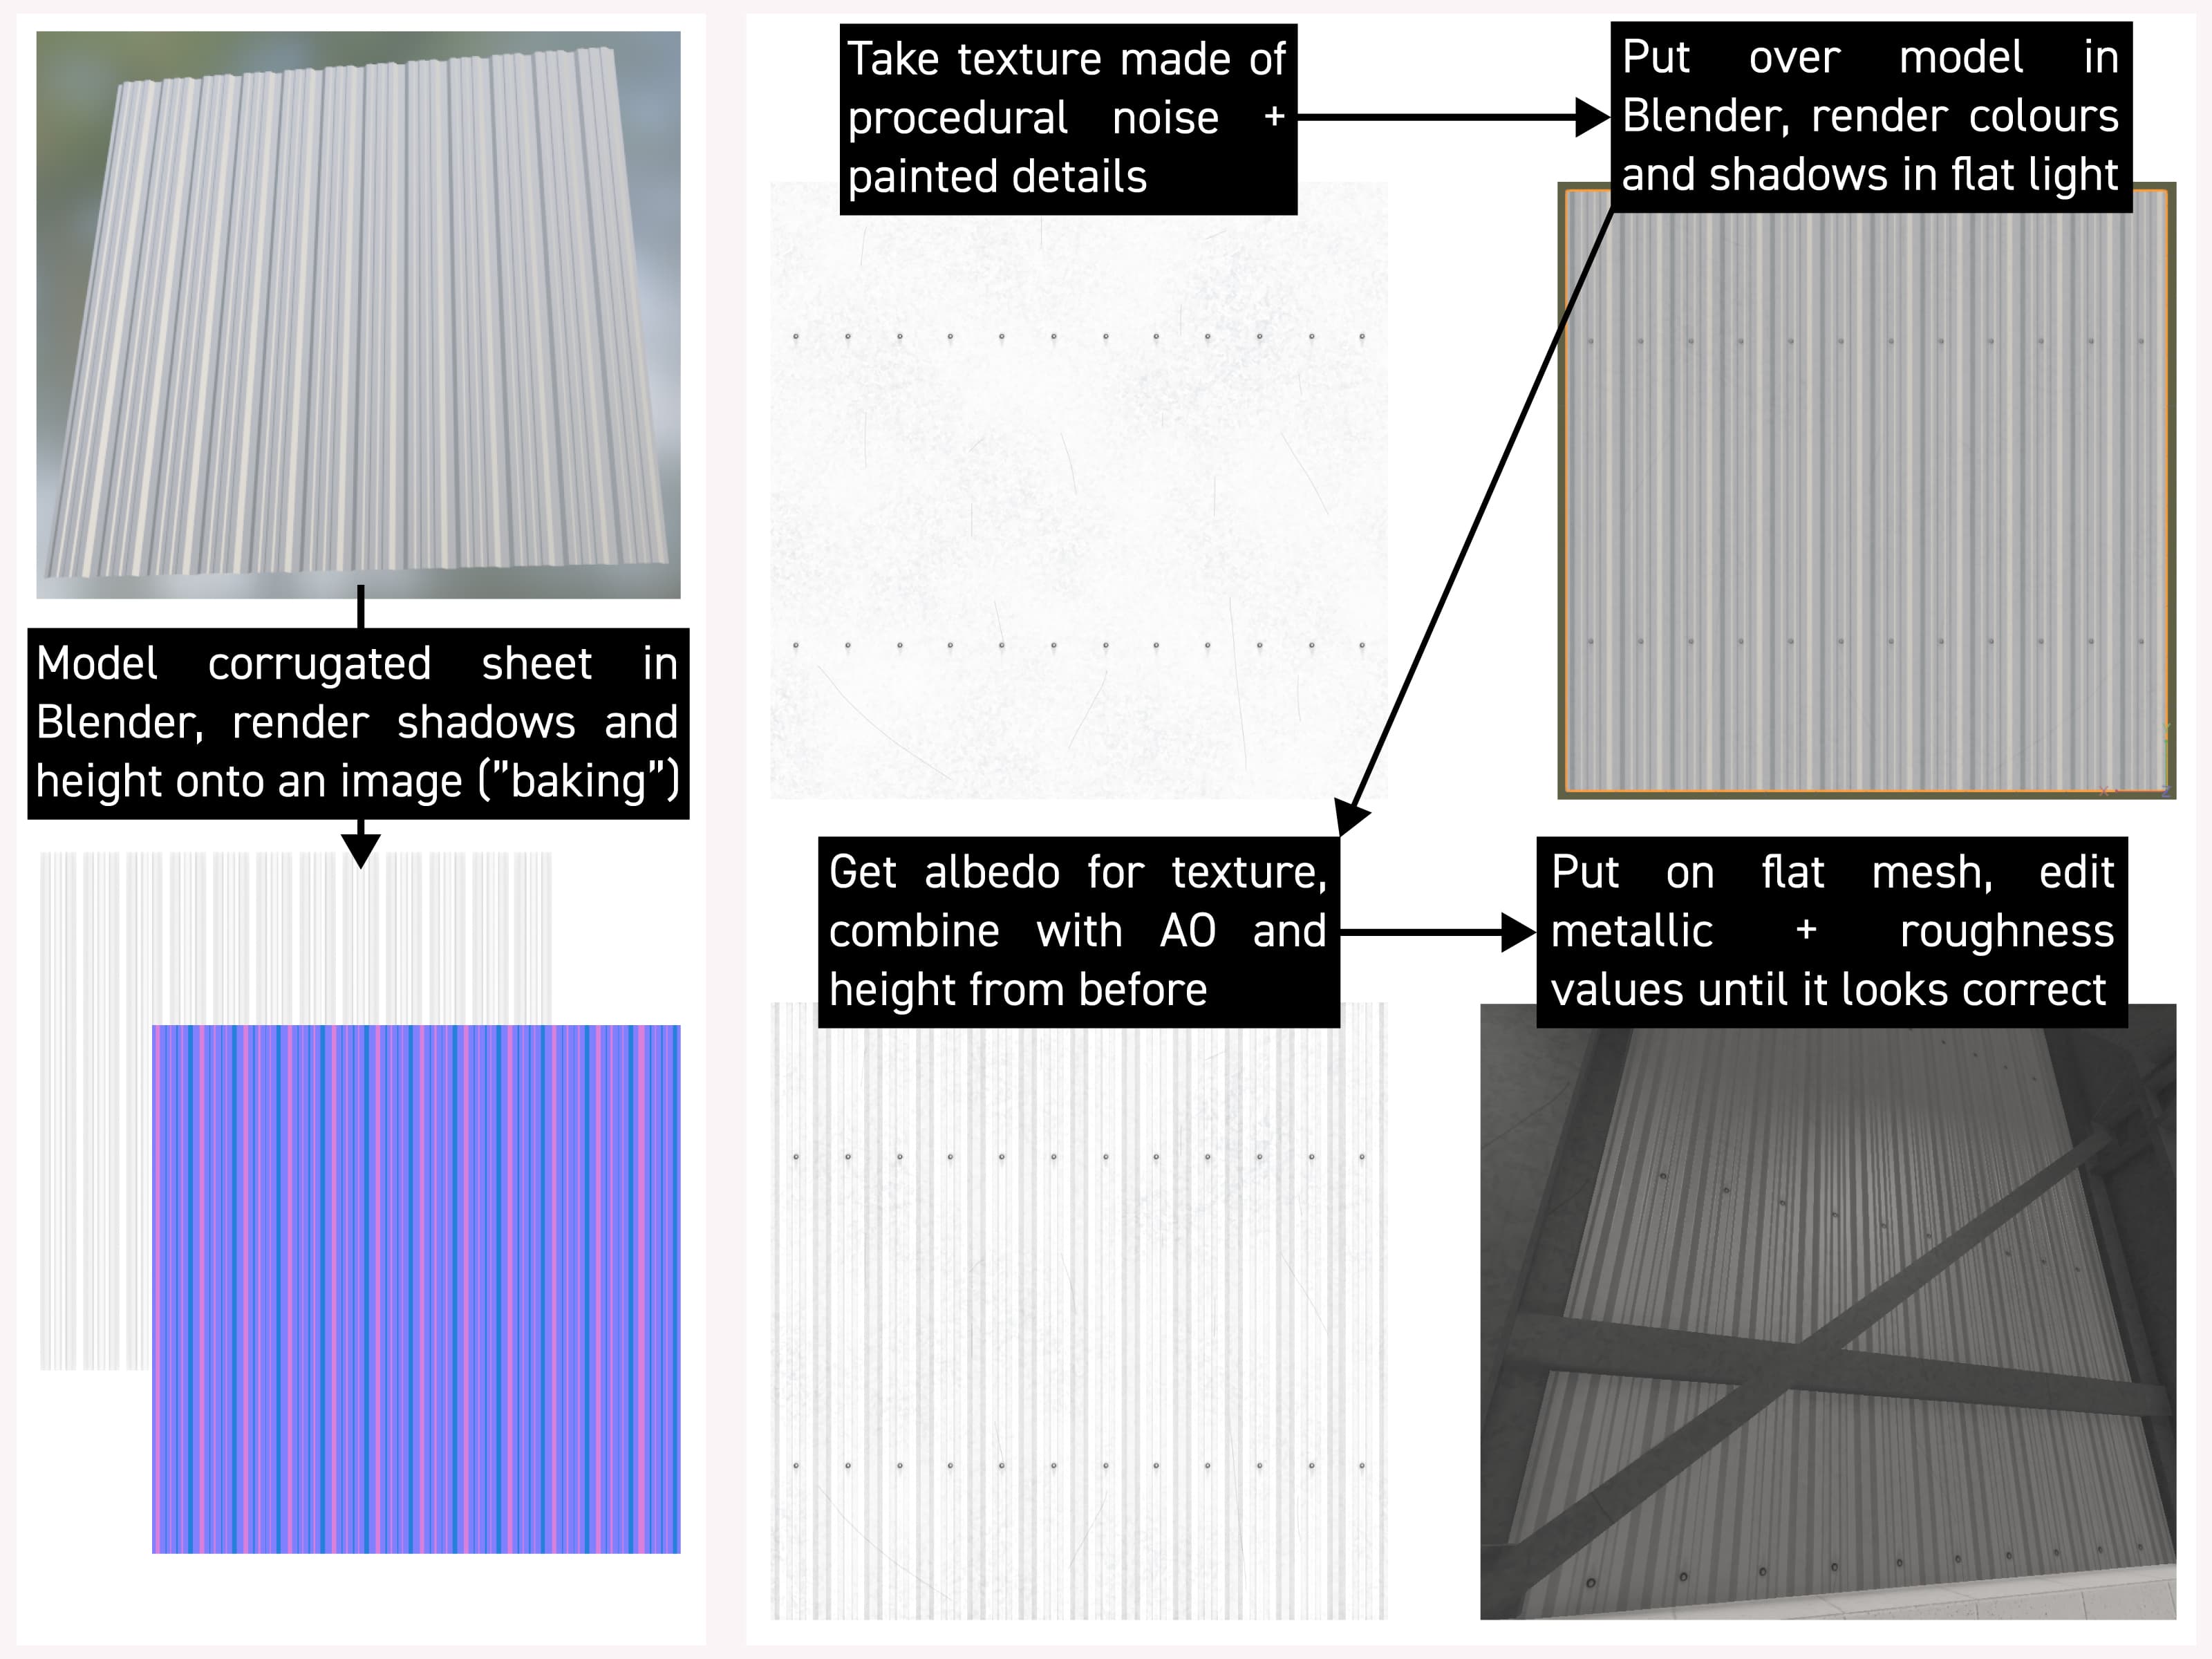 Model corrugated sheet in
Blender, render shadows and
height onto an image ("baking")
Take texture made of
procedural noise +
painted details
Put over model in
Blender, render colours
and shadows in flat light
Get albedo for texture,
combine with AO and
height from before
Put on flat mesh, edit
metallic + roughness
values until it looks correct